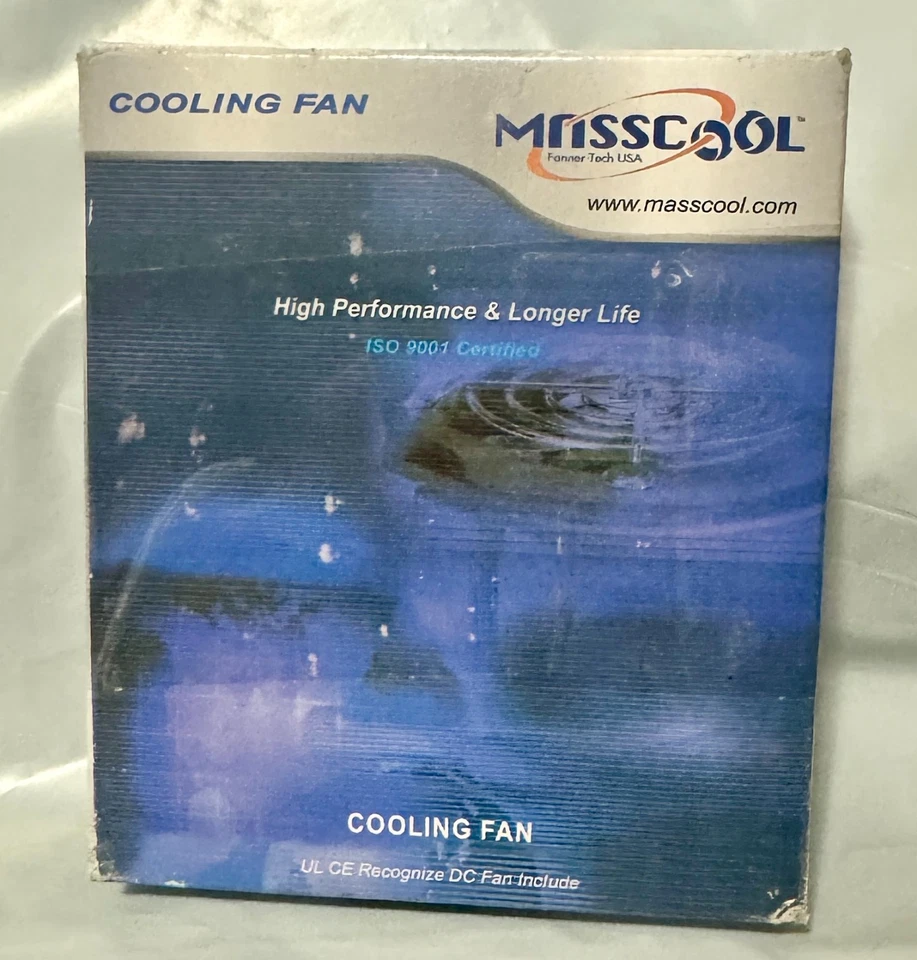 COOLING FAN
MASSCOOL™
Fanner Tech USA
www.masscool.com
High Performance & Longer Life
ISO 9001 Certified
COOLING FAN
UL CE Recognize DC Fan Include